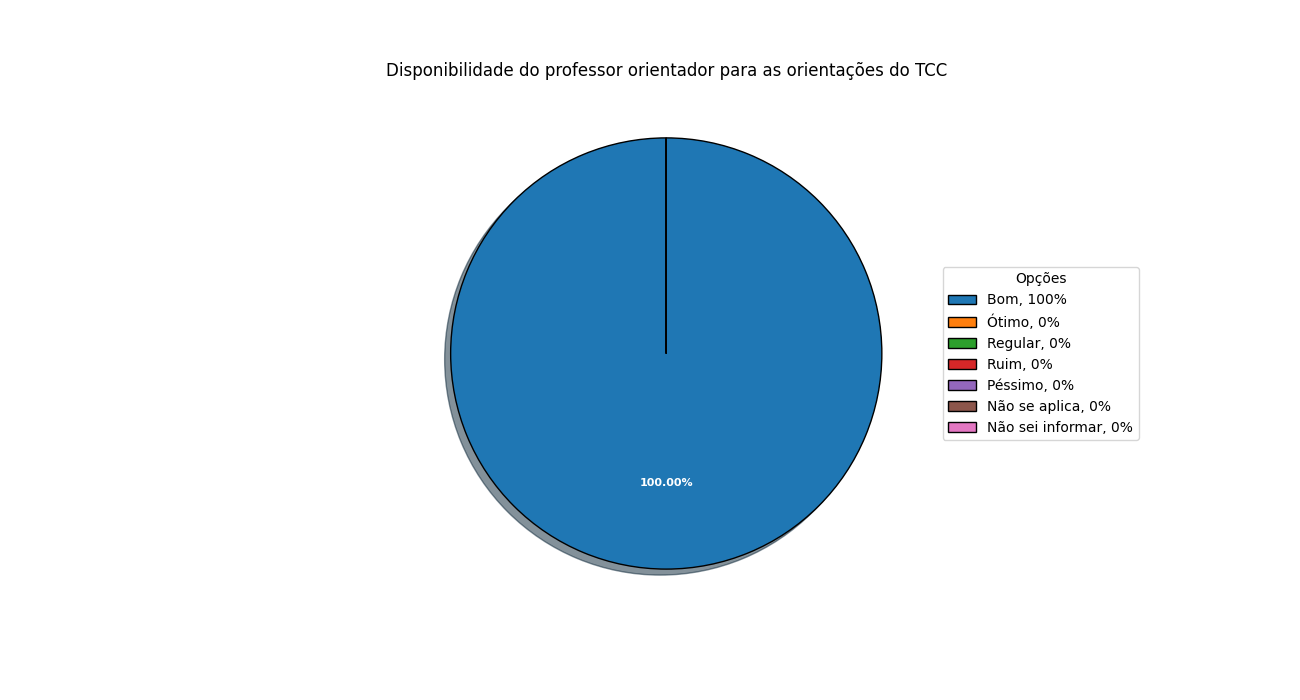 Disponibilidade do professor orientador para as orientações do TCC
Opções
Bom, 100%
Ótimo, 0%
Regular, 0%
Ruim, 0%
Péssimo, 0%
Não se aplica, 0%
Não sei informar, 0%
100.00%